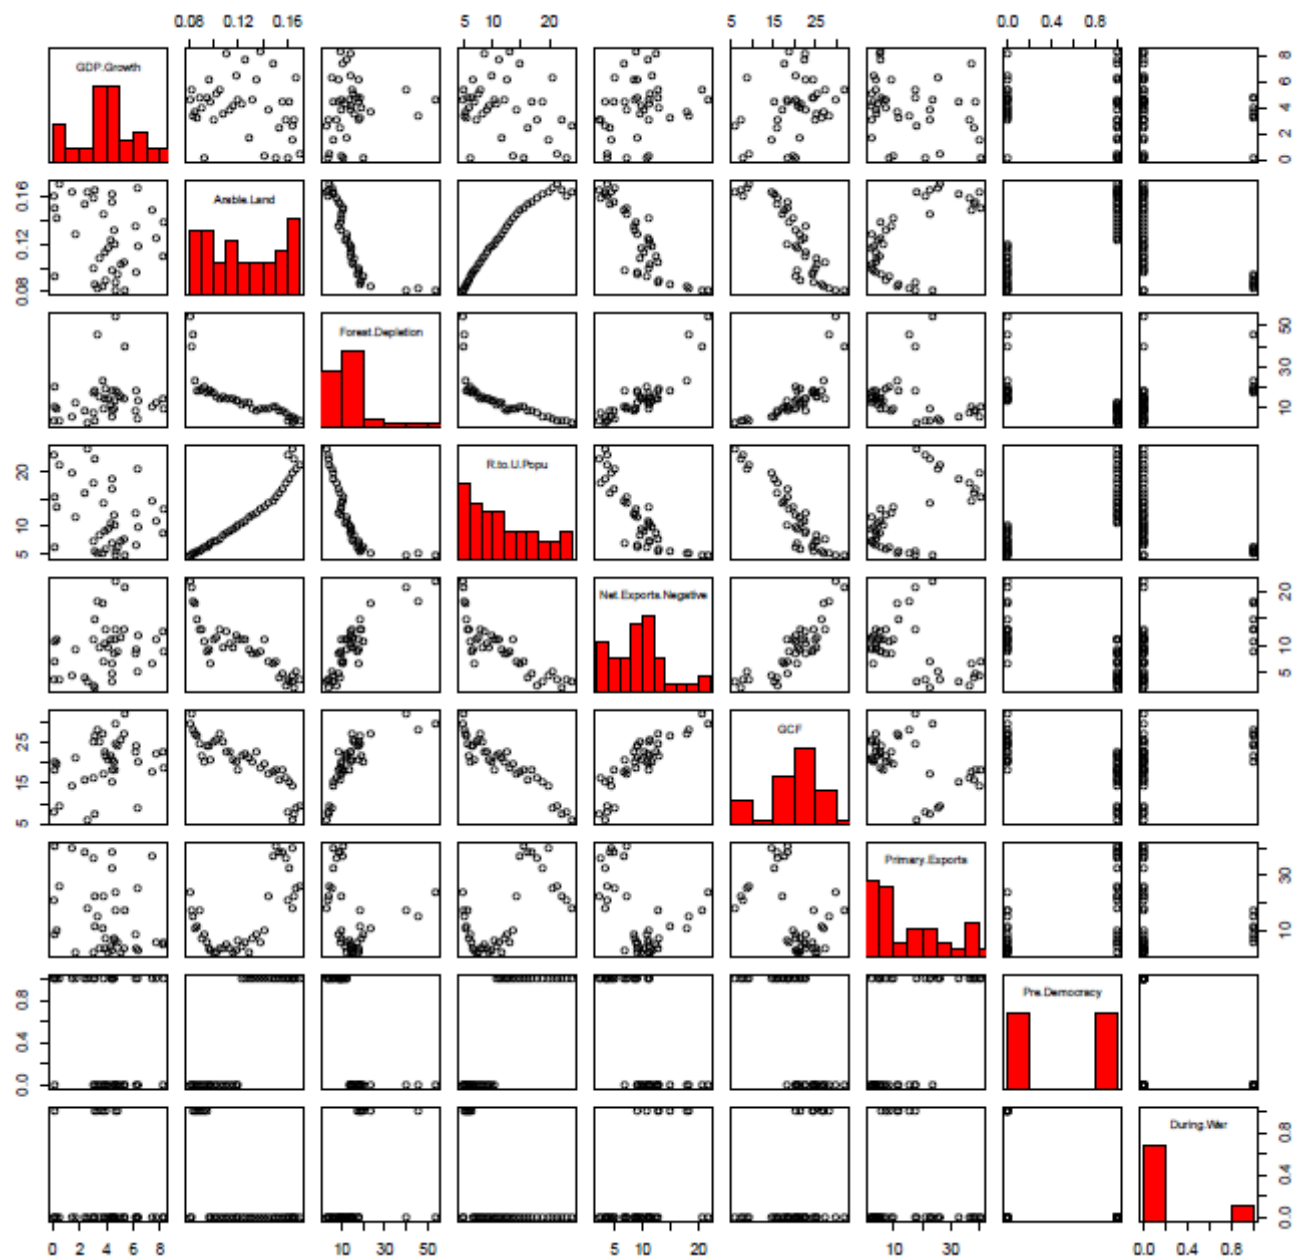 0.08 0.12 0.16 5 10 20 5 15 25 0.0 0.4 0.8
GDP.Growth
0 2 4 6 8
Arable.Land
0.08 0.12 0.16
Forest.Depletion
10 30 50
R.to.U.Popu
5 10 20
Net.Exports.Negative
5 10 20
GCF
5 15 25
Primary.Exports
10 30
Pre.Democracy
0.0 0.4 0.8
During.War
0.0 0.4 0.8
0 2 4 6 8 10 30 50 5 10 20 10 30 0.0 0.4 0.8